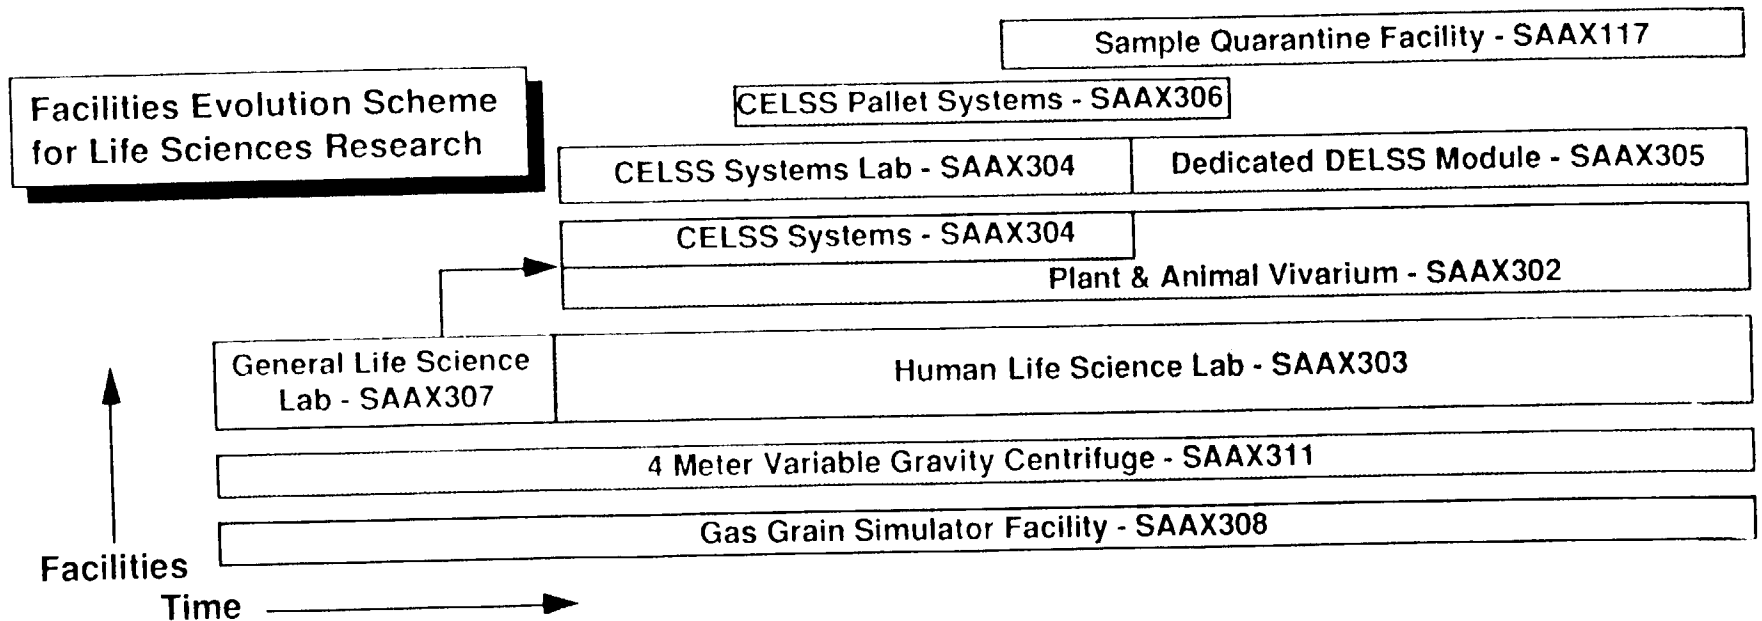 Sample Quarantine Facility - SAAX117
Facilities Evolution Scheme
for Life Sciences Research
CELSS Pallet Systems - SAAX306
CELSS Systems Lab - SAAX304
Dedicated DELSS Module - SAAX305
CELSS Systems - SAAX304
Plant & Animal Vivarium - SAAX302
General Life Science
Lab - SAAX307
Human Life Science Lab - SAAX303
4 Meter Variable Gravity Centrifuge - SAAX311
Gas Grain Simulator Facility - SAAX308
Facilities
Time